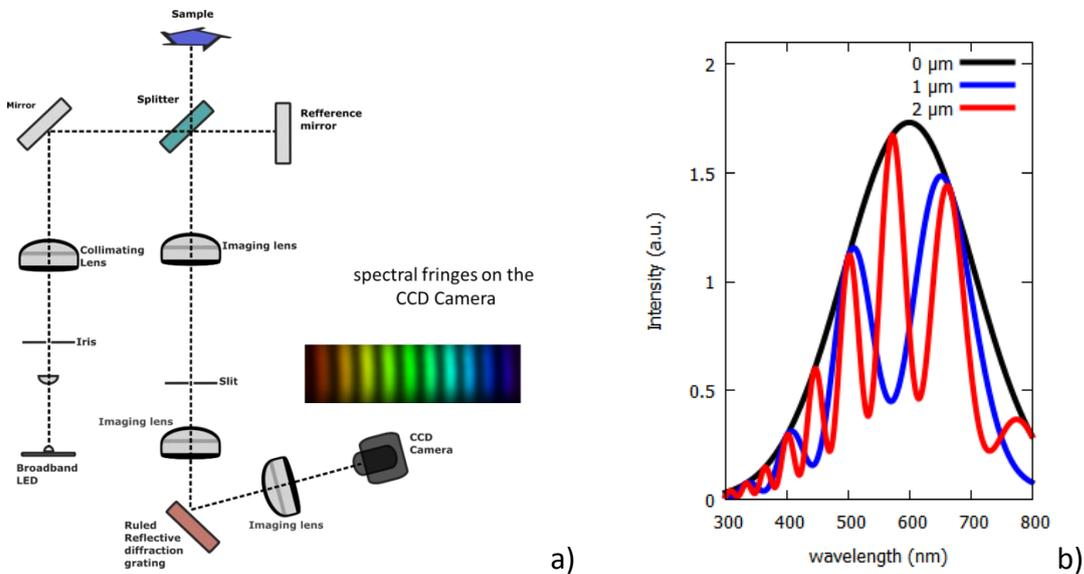 Sample
Mirror
Splitter
Refference
mirror
Collimating
Lens
Imaging lens
spectral fringes on the
CCD Camera
Iris
Slit
Imaging lens
CCD
Camera
Broadband
LED
Imaging lens
Ruled
Reflective
diffraction
grating
a)
0 µm
1 µm
2 µm
2
1.5
1
0.5
0
Intensity (a.u.)
300 400 500 600 700 800
wavelength (nm)
b)